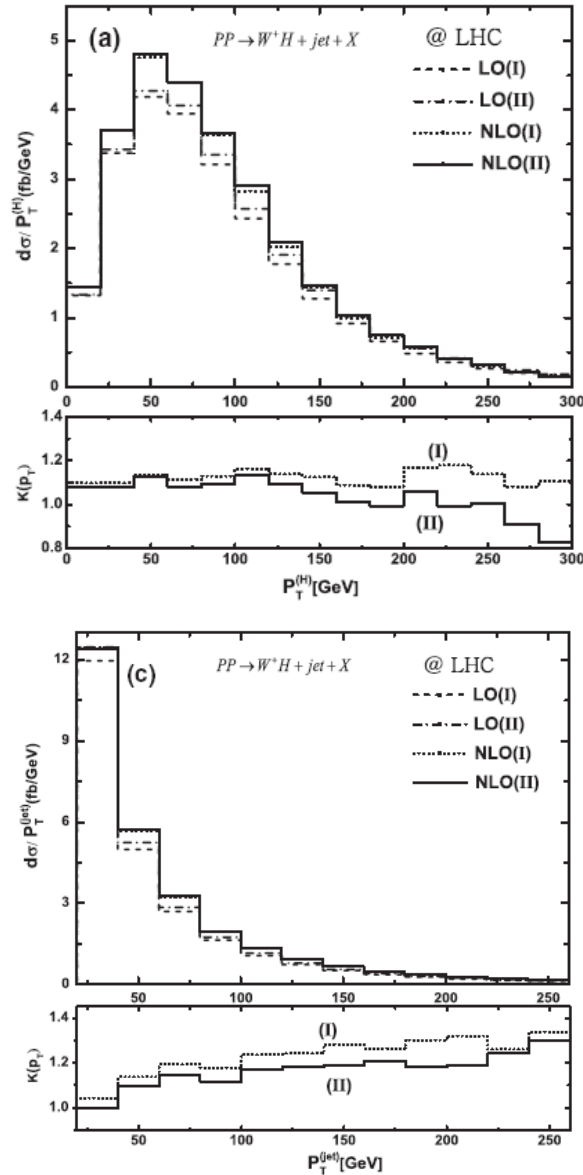 (a)
PP→W⁺H + jet + X
@ LHC
LO(I)
LO(II)
NLO(I)
NLO(II)
dσ/P_T^(H)(fb/GeV)
5
4
3
2
1
0
0 50 100 150 200 250 300
K(p_T)
1.4
1.2
1.0
0.8
(I)
(II)
0 50 100 150 200 250 300
P_T^(H)[GeV]
(c)
PP→W⁺H + jet + X
@ LHC
LO(I)
LO(II)
NLO(I)
NLO(II)
dσ/P_T^(jet)(fb/GeV)
12
9
6
3
0
50 100 150 200 250
K(p_T)
1.4
1.2
1.0
(I)
(II)
50 100 150 200 250
P_T^(jet)[GeV]